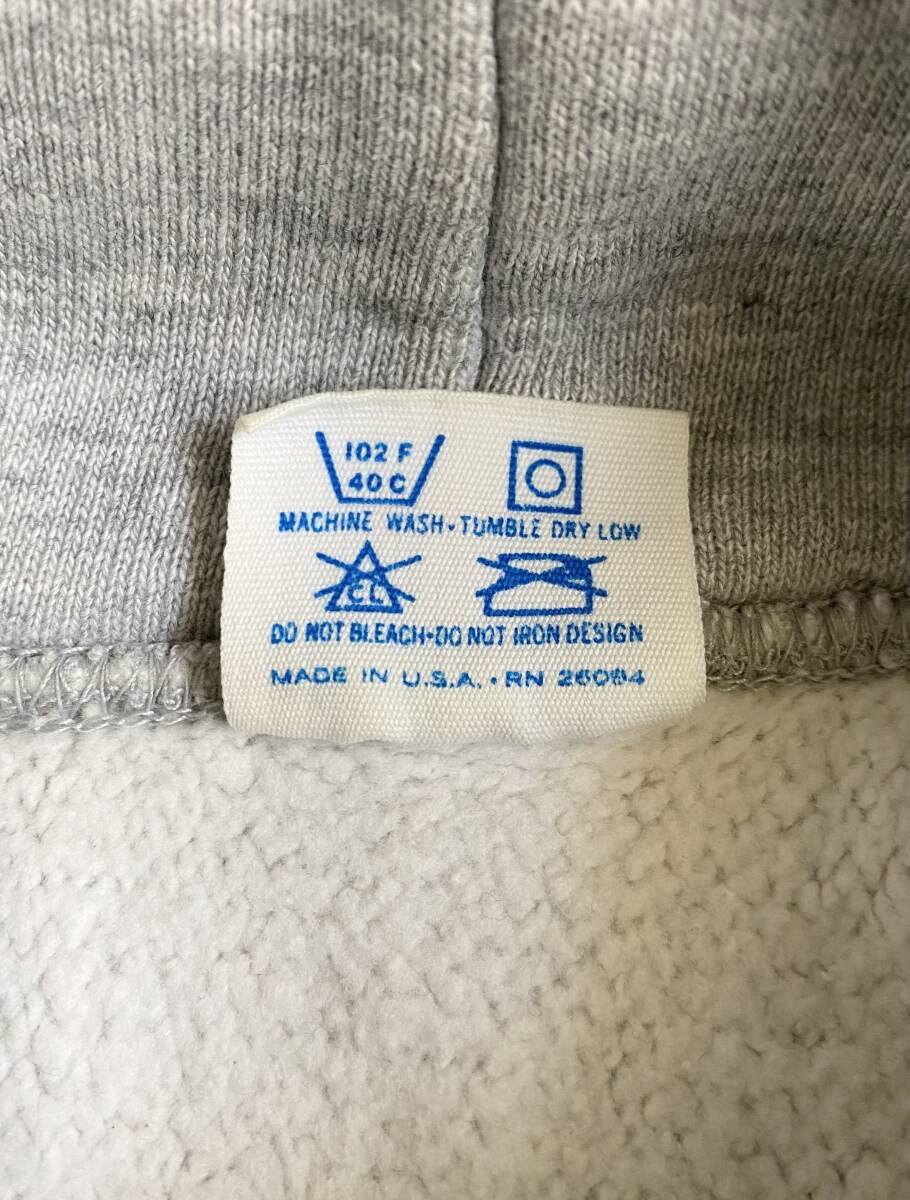 102 F
40 C
MACHINE WASH • TUMBLE DRY LOW
CL
DO NOT BLEACH • DO NOT IRON DESIGN
MADE IN U.S.A. • RN 26094